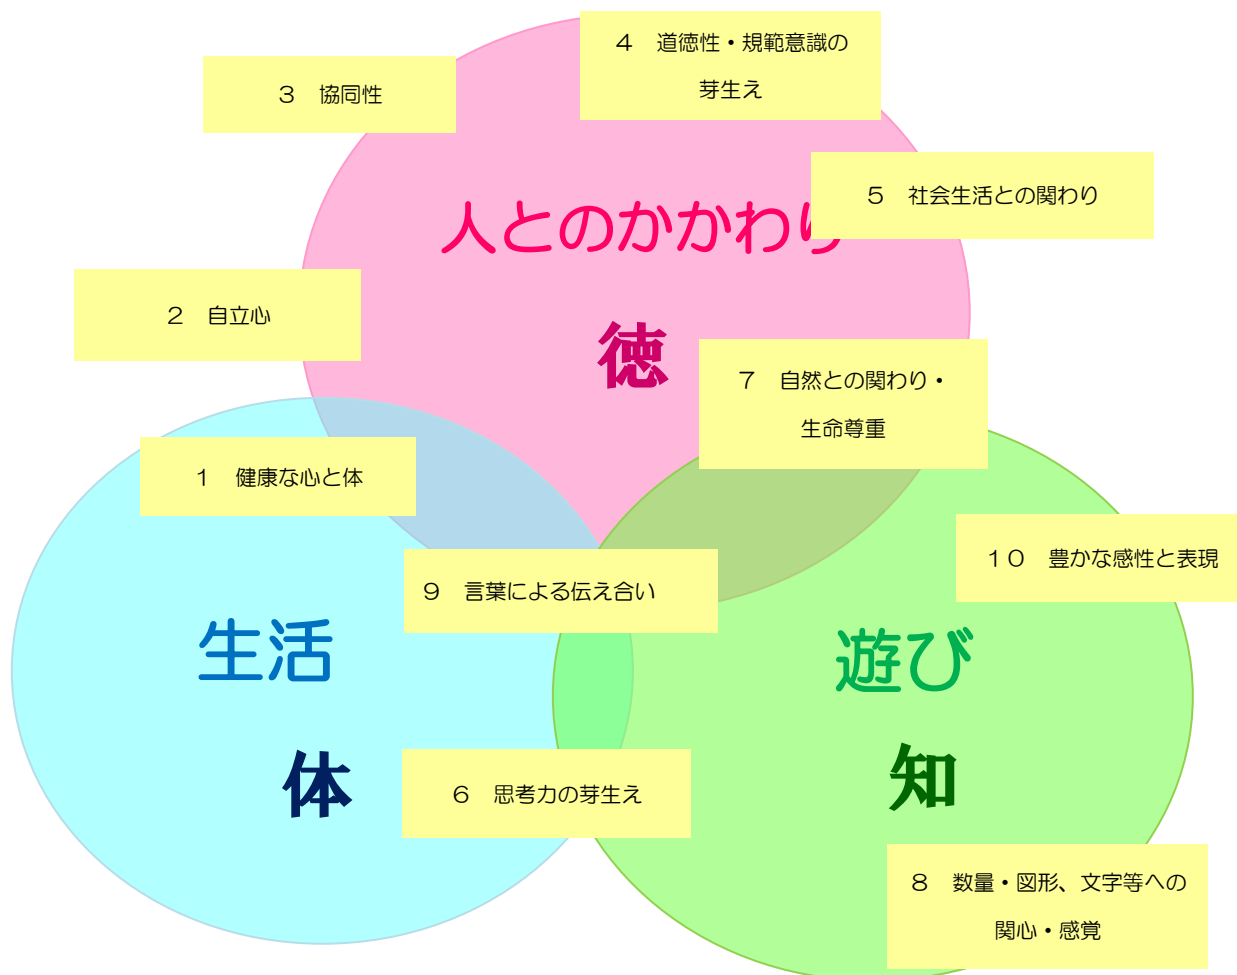 ４　道徳性・規範意識の
芽生え
３　協同性
５　社会生活との関わり
人とのかかわり
２　自立心
徳
７　自然との関わり・
生命尊重
１　健康な心と体
１０　豊かな感性と表現
９　言葉による伝え合い
生活
遊び
体
６　思考力の芽生え
知
８　数量・図形、文字等への
関心・感覚